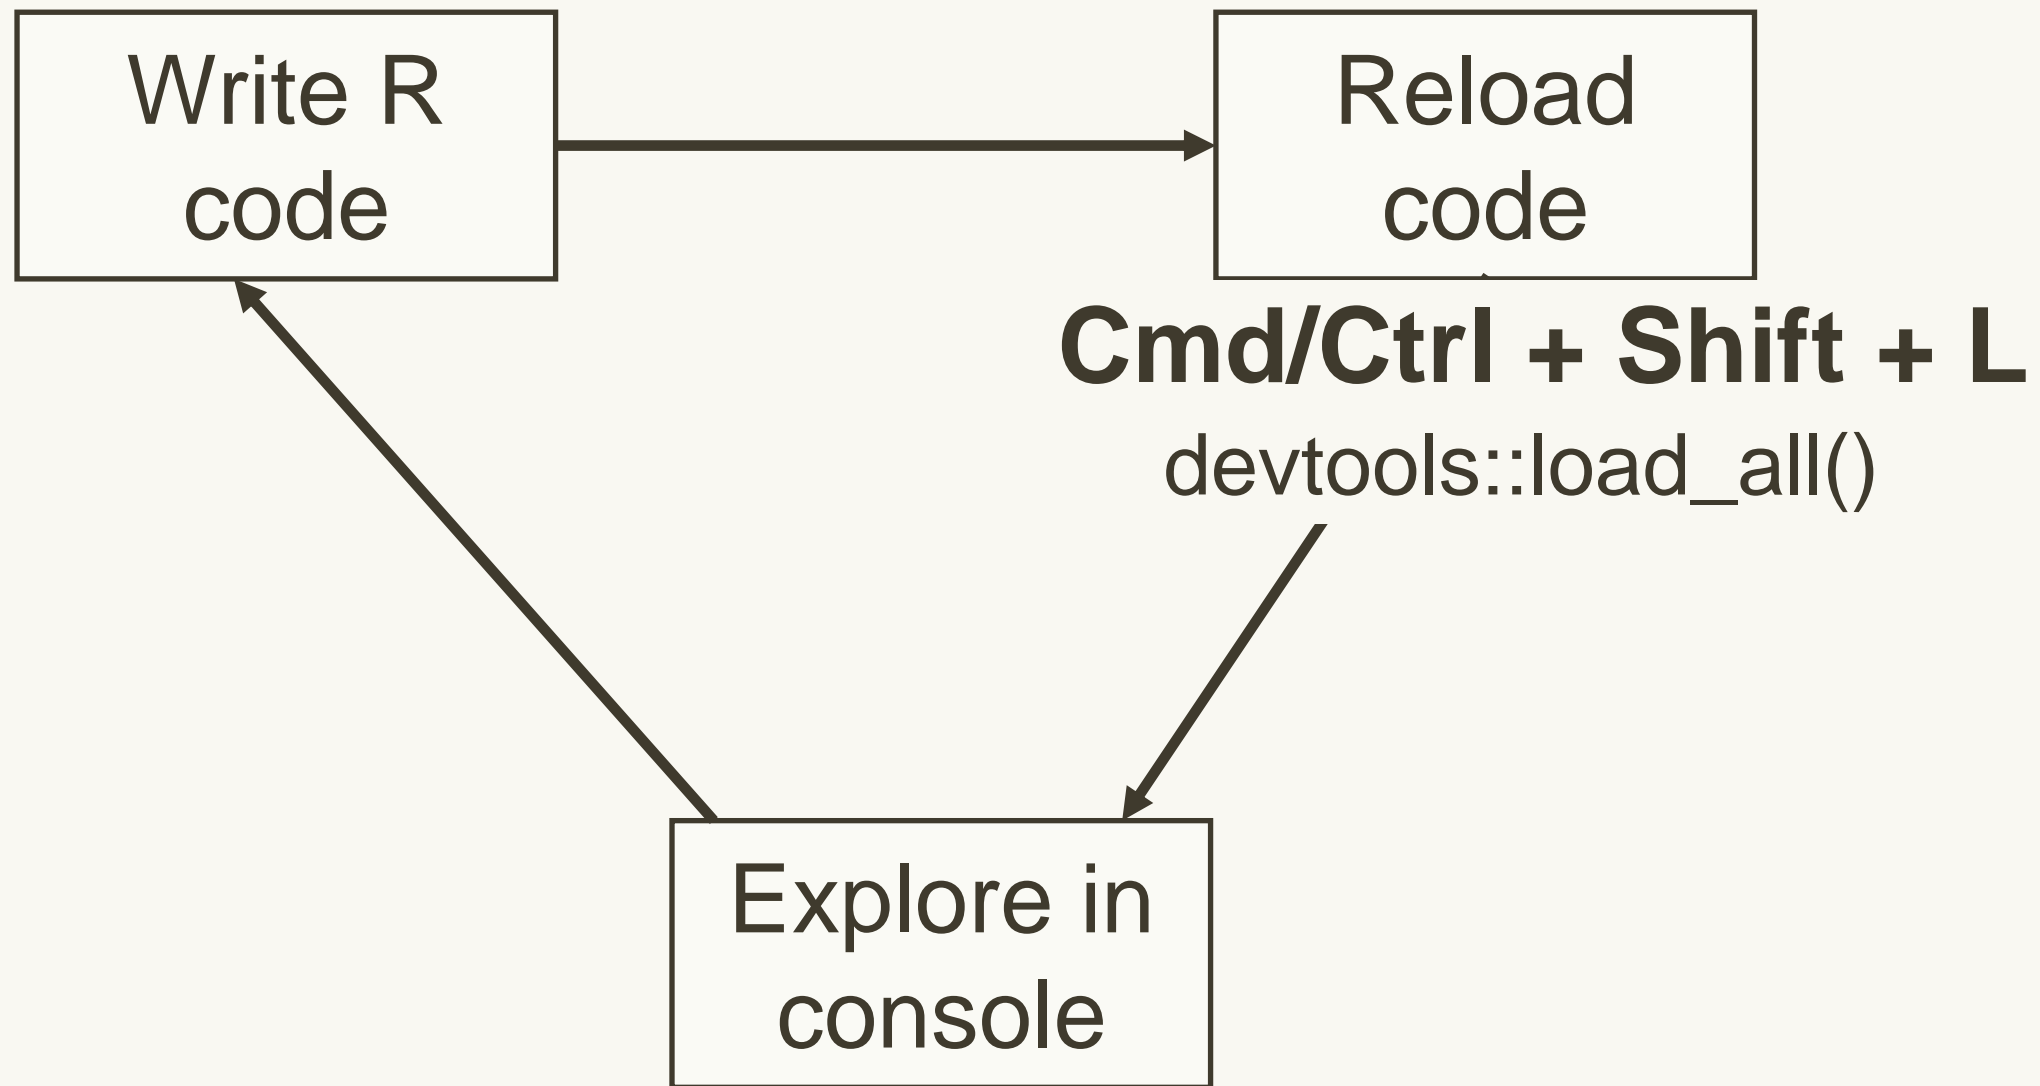 Write R
code
Reload
code
Cmd/Ctrl + Shift + L
devtools::load_all()
Explore in
console